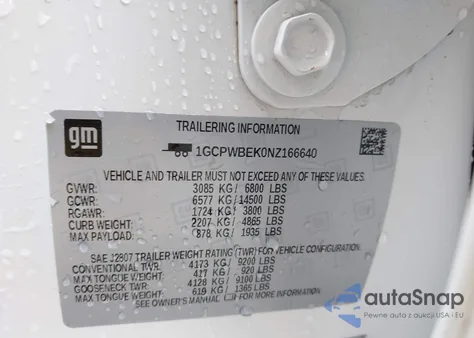 gm
TRAILERING INFORMATION
1GCPWBEK0NZ166640
VEHICLE AND TRAILER MUST NOT EXCEED ANY OF THESE VALUES.
GVWR: 3085 KG/ 6800 LBS
GCWR: 6577 KG/14500 LBS
RGAWR: 1724 KG/ 3800 LBS
CURB WEIGHT: 2207 KG/ 4865 LBS
MAX PAYLOAD: 878 KG/ 1935 LBS
SAE J2807 TRAILER WEIGHT RATING (TWR) FOR VEHICLE CONFIGURATION.
CONVENTIONAL TWR: 4173 KG/ 9200 LBS
MAX TONGUE WEIGHT: 417 KG/ 920 LBS
GOOSENECK TWR: 4128 KG/ 9100 LBS
MAX TONGUE WEIGHT: 619 KG/ 1365 LBS
SEE OWNER'S MANUAL FOR MORE INFORMATION
autoSnap
Pewne auta z aukcji USA i EU